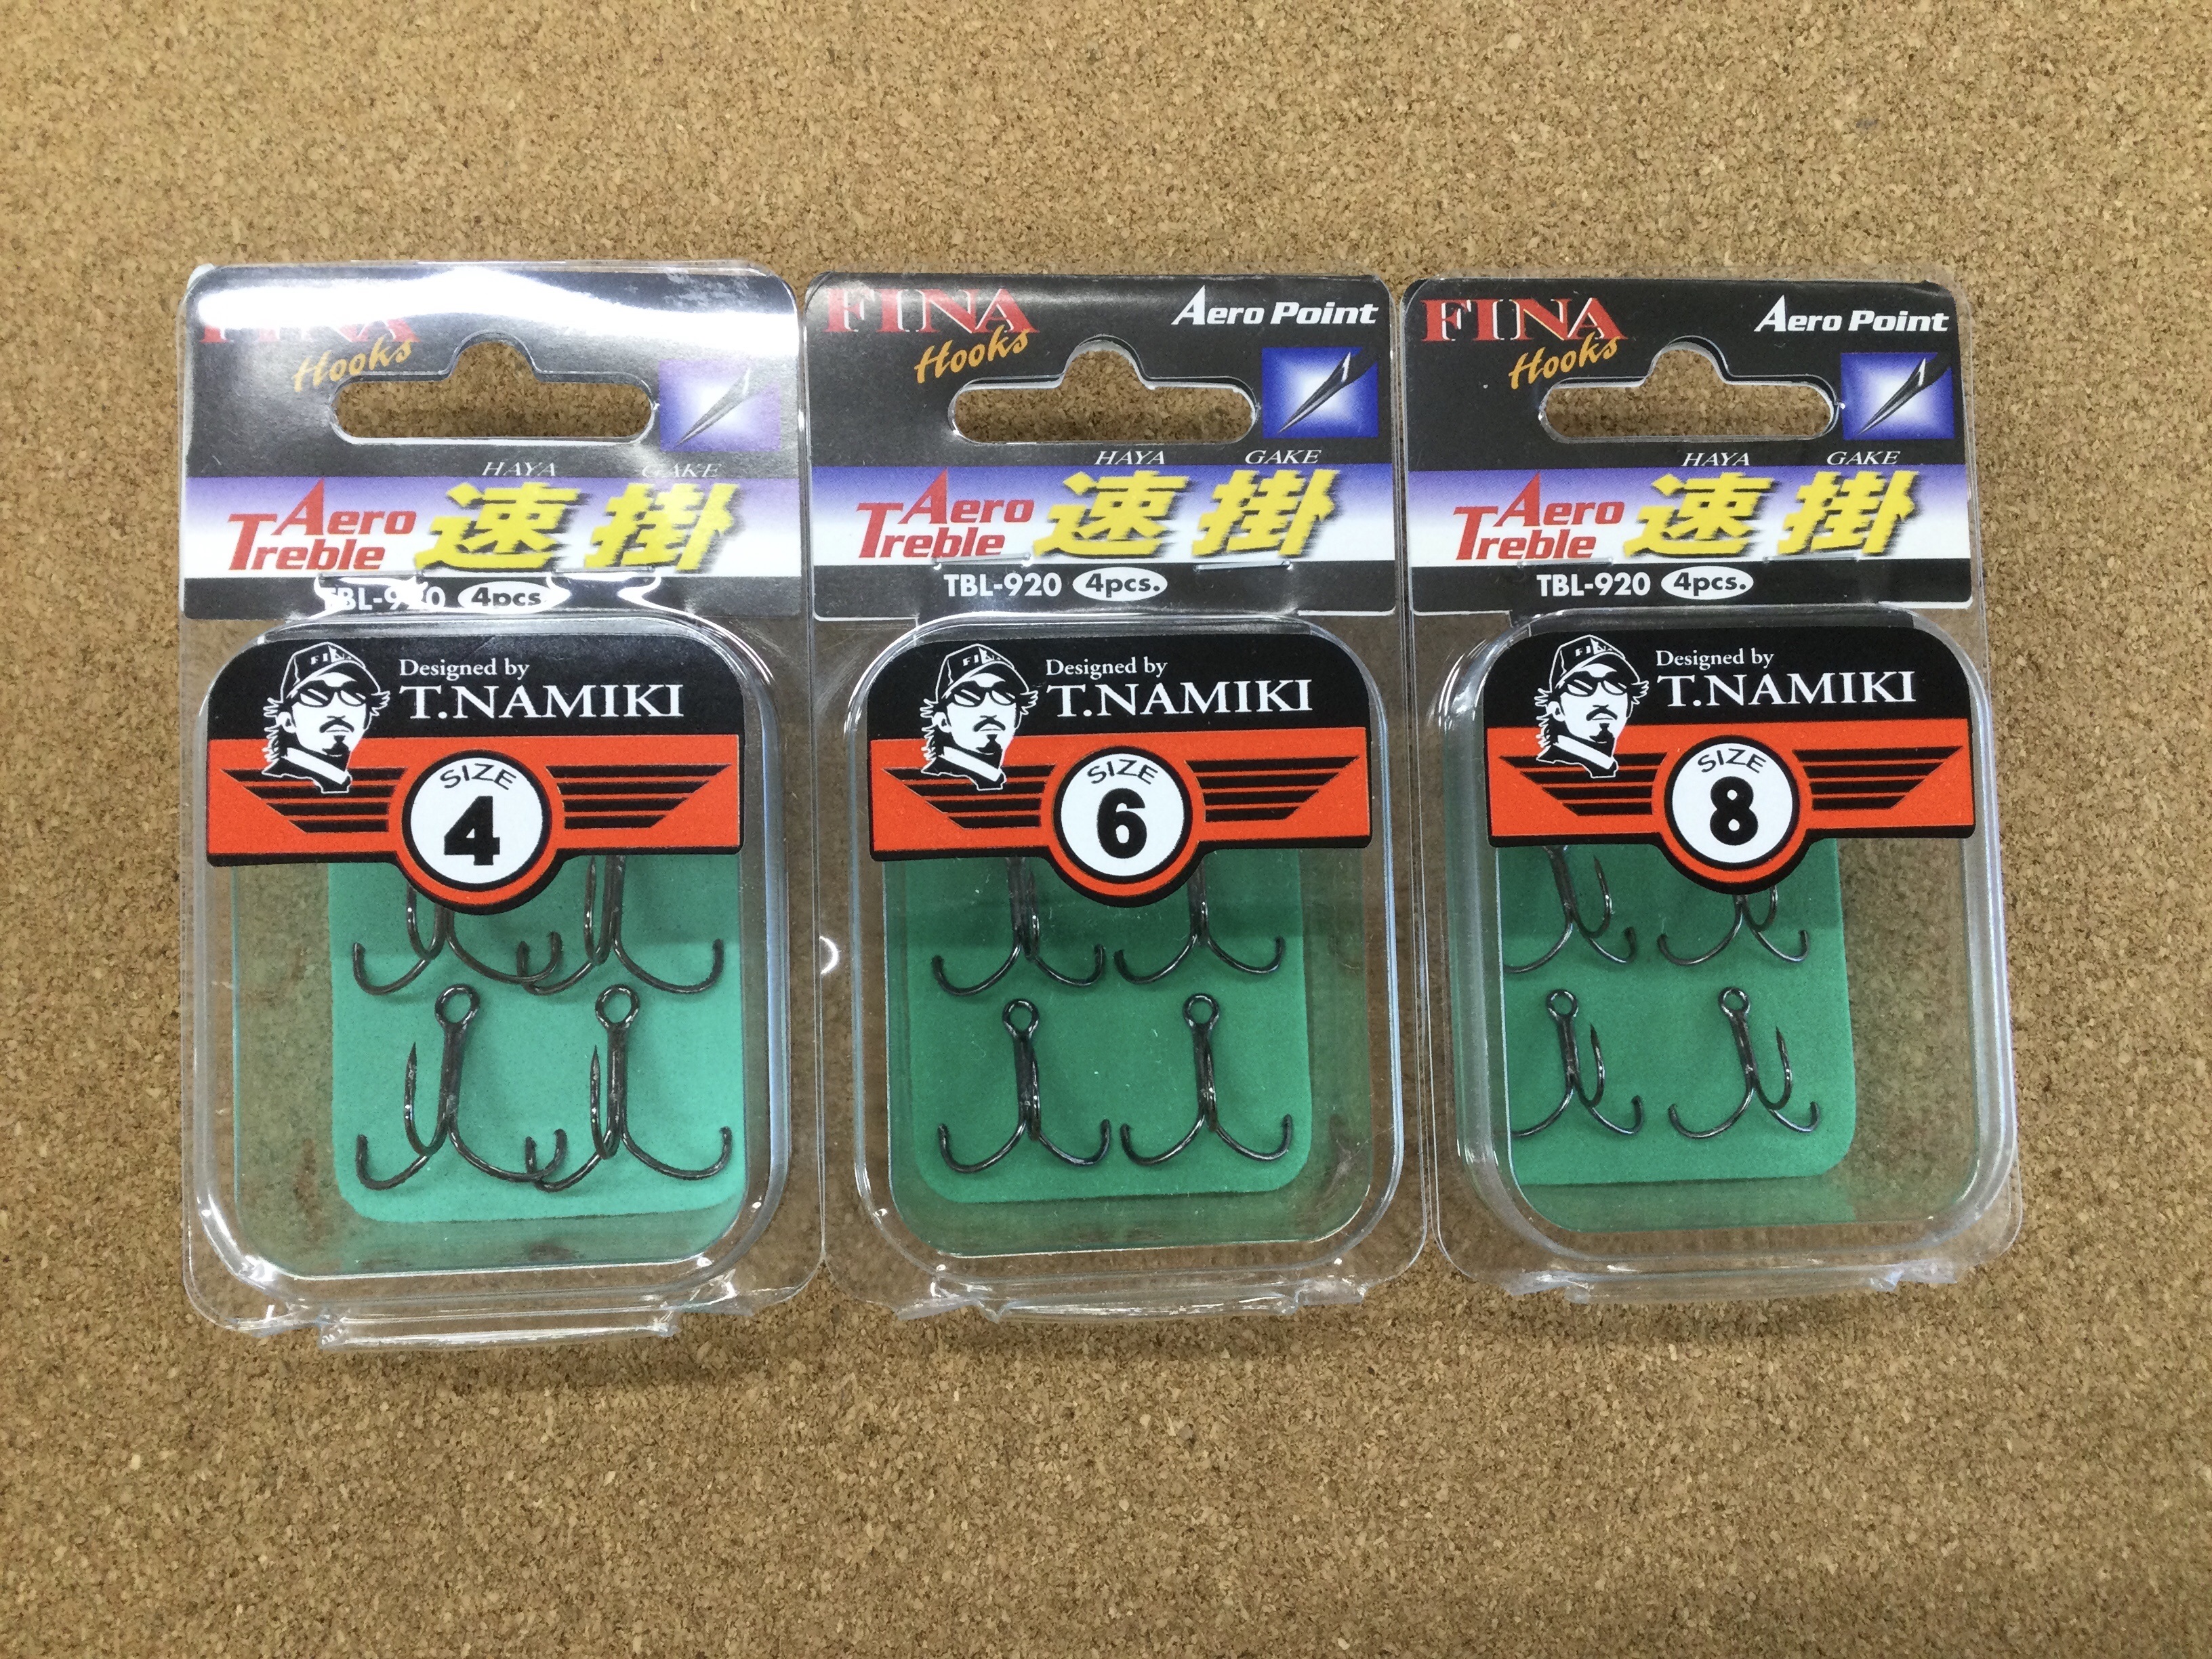 FINA
Hooks
HAYA GAKE
Aero
Treble
速掛
TBL-920 4pcs.
Designed by
T.NAMIKI
SIZE
4
FINA
Hooks
Aero Point
HAYA GAKE
Aero
Treble
速掛
TBL-920 4pcs.
Designed by
T.NAMIKI
SIZE
6
FINA
Hooks
Aero Point
HAYA GAKE
Aero
Treble
速掛
TBL-920 4pcs.
Designed by
T.NAMIKI
SIZE
8